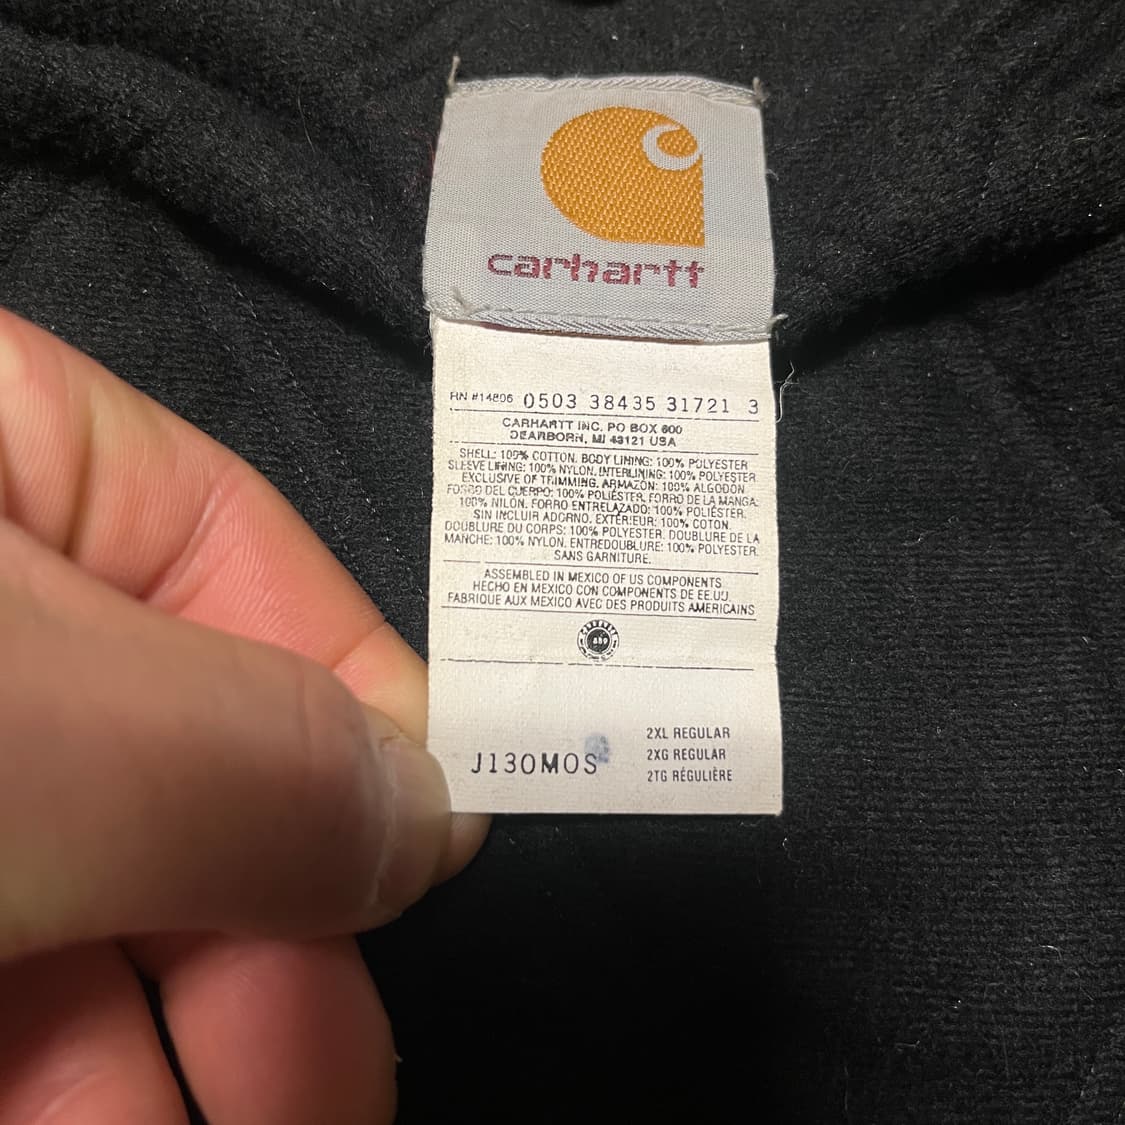 carhartt
RN #14806 0503 38435 31721 3
CARHARTT INC. PO BOX 600
DEARBORN, MI 48121 USA
SHELL: 100% COTTON. BODY LINING: 100% POLYESTER
SLEEVE LINING: 100% NYLON. INTERLINING: 100% POLYESTER
EXCLUSIVE OF TRIMMING. ARMAZON: 100% ALGODON
FORRO DEL CUERPO: 100% POLIÉSTER. FORRO DE LA MANGA:
100% NILÓN. FORRO ENTRELAZADO: 100% POLIÉSTER.
SIN INCLUIR ADORNO. EXTÉRIEUR: 100% COTON.
DOUBLURE DU CORPS: 100% POLYESTER. DOUBLURE DE LA
MANCHE: 100% NYLON. ENTREDOUBLURE: 100% POLYESTER.
SANS GARNITURE.
ASSEMBLED IN MEXICO OF US COMPONENTS
HECHO EN MEXICO CON COMPONENTS DE EE.UU.
FABRIQUE AUX MEXICO AVEC DES PRODUITS AMERICAINS
J130MOS
2XL REGULAR
2XG REGULAR
2TG RÉGULIÈRE